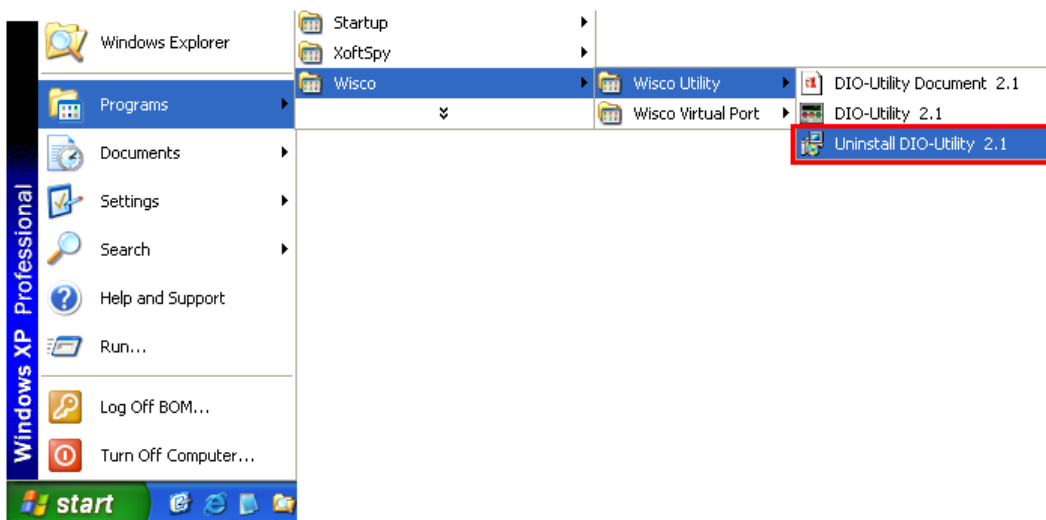 Windows XP Professional
Windows Explorer
Programs
Documents
Settings
Search
Help and Support
Run...
Log Off BOM...
Turn Off Computer...
start
Startup
XoftSpy
Wisco
Wisco Utility
Wisco Virtual Port
DIO-Utility Document 2.1
DIO-Utility 2.1
Uninstall DIO-Utility 2.1